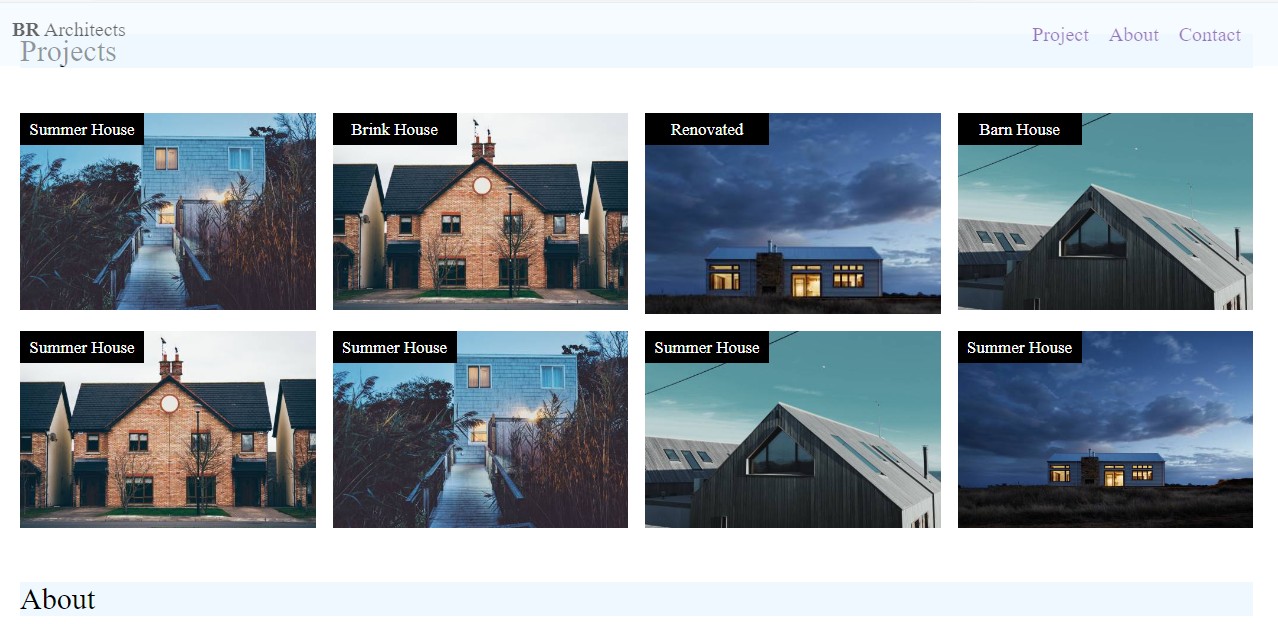 BR Architects
Project About Contact
Projects
Summer House
Brink House
Renovated
Barn House
Summer House
Summer House
Summer House
Summer House
About